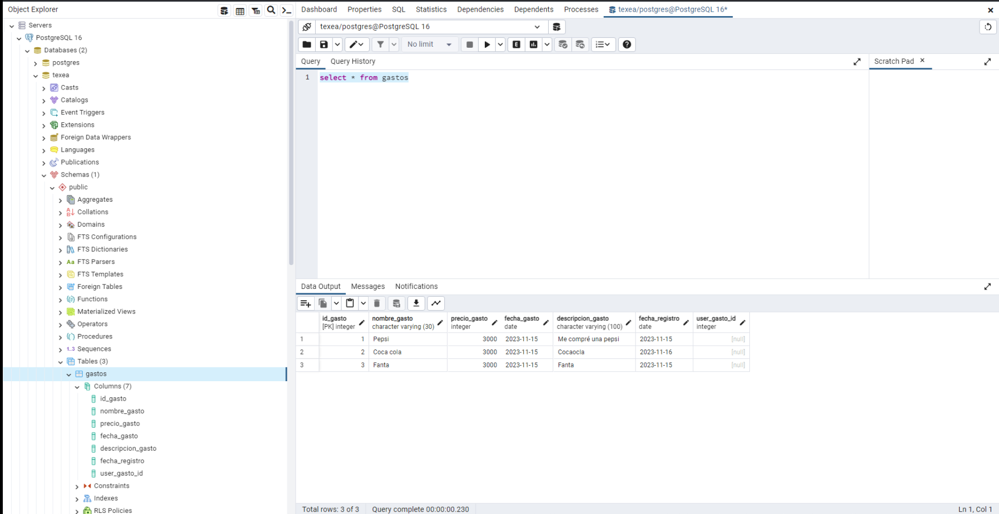 Object Explorer
Servers
PostgreSQL 16
Databases (2)
postgres
texea
Casts
Catalogs
Event Triggers
Extensions
Foreign Data Wrappers
Languages
Publications
Schemas (1)
public
Aggregates
Collations
Domains
FTS Configurations
FTS Dictionaries
Aa FTS Parsers
FTS Templates
Foreign Tables
Functions
Materialized Views
Operators
Procedures
1..3 Sequences
Tables (3)
gastos
Columns (7)
id_gasto
nombre_gasto
precio_gasto
fecha_gasto
descripcion_gasto
fecha_registro
user_gasto_id
Constraints
Indexes
RLS Policies
Dashboard Properties SQL Statistics Dependencies Dependents Processes texea/postgres@PostgreSQL 16*
texea/postgres@PostgreSQL 16
No limit
E
Query Query History
Scratch Pad
1 select * from gastos
Data Output Messages Notifications
id_gasto nombre_gasto precio_gasto fecha_gasto descripcion_gasto fecha_registro user_gasto_id
[PK] integer character varying (30) integer date character varying (100) date integer
1 1 Pepsi 3000 2023-11-15 Me compré una pepsi 2023-11-15 [null]
2 2 Coca cola 3000 2023-11-15 Cocaocla 2023-11-16 [null]
3 3 Fanta 3000 2023-11-15 Fanta 2023-11-15 [null]
Total rows: 3 of 3 Query complete 00:00:00.230 Ln 1, Col 1